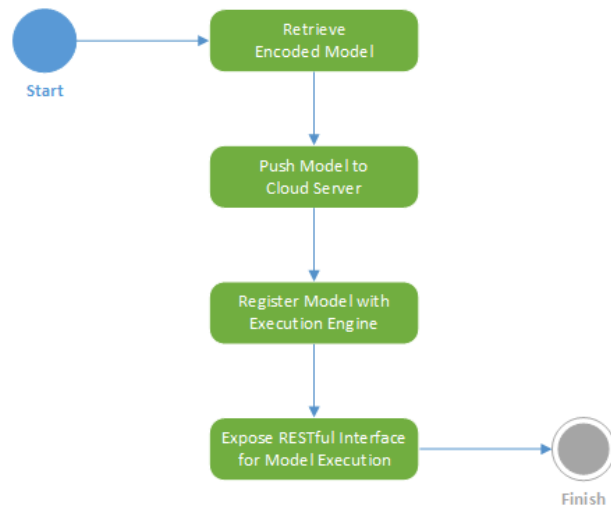 Retrieve
Encoded Model
Start
Push Model to
Cloud Server
Register Model with
Execution Engine
Expose RESTful Interface
for Model Execution
Finish